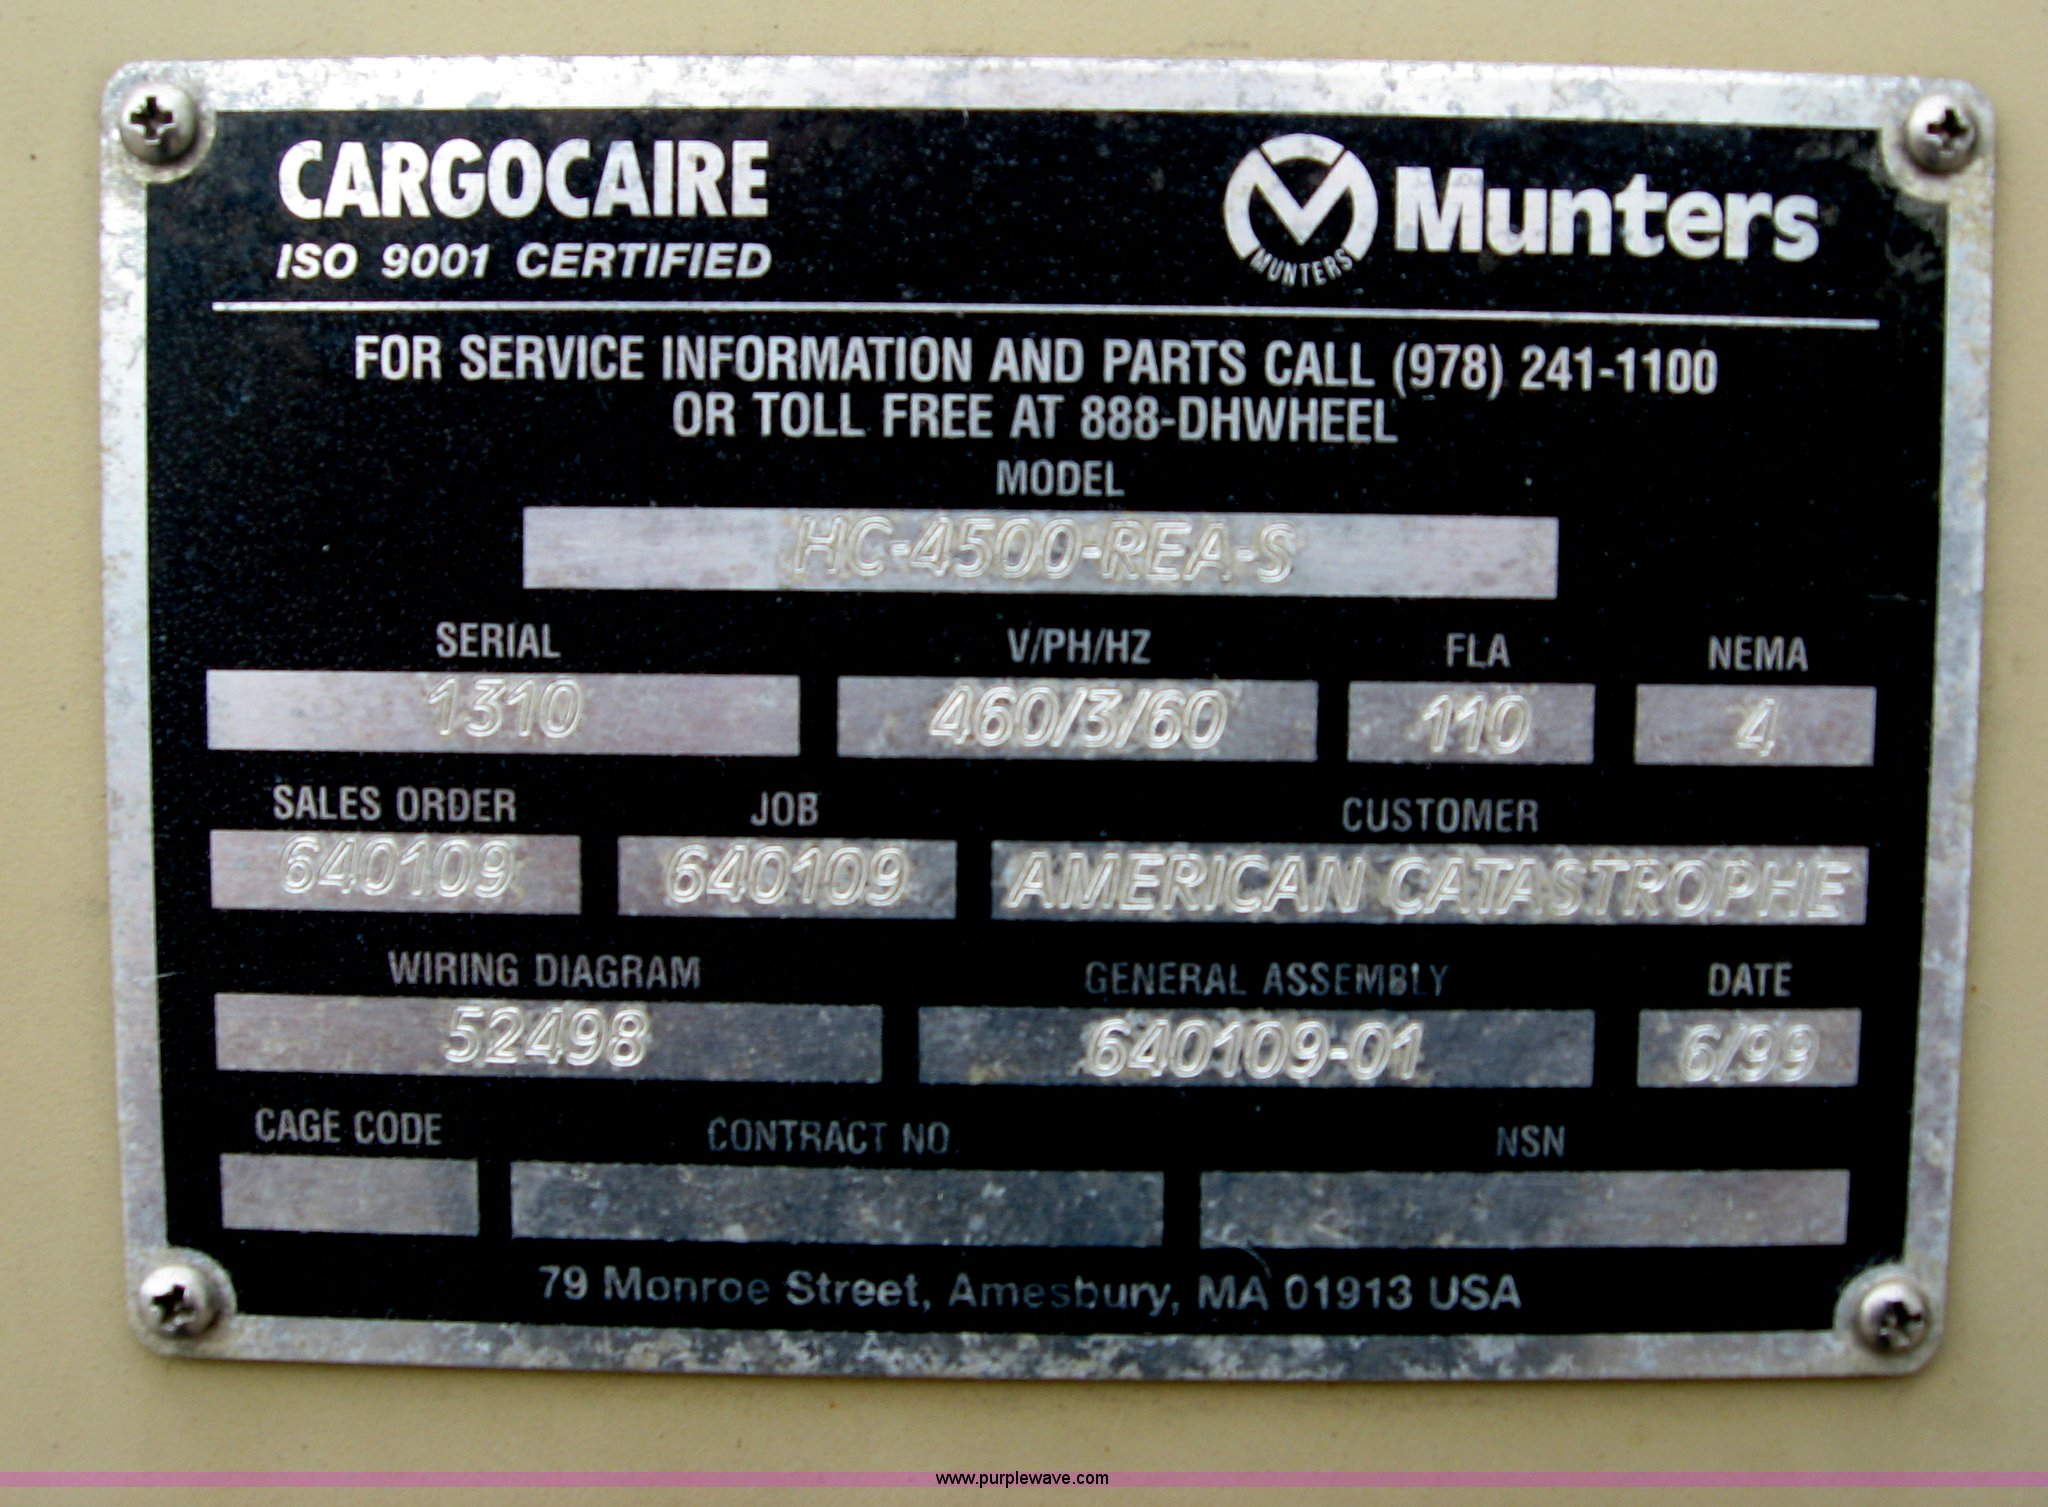 CARGOCAIRE
ISO 9001 CERTIFIED
Munters
MUNTERS
FOR SERVICE INFORMATION AND PARTS CALL (978) 241-1100
OR TOLL FREE AT 888-DHWHEEL
MODEL
HC-4500-REA-S
SERIAL V/PH/HZ FLA NEMA
1310 460/3/60 110 4
SALES ORDER JOB CUSTOMER
640109 640109 AMERICAN CATASTROPHE
WIRING DIAGRAM GENERAL ASSEMBLY DATE
52498 640109-01 6/99
CAGE CODE CONTRACT NO. NSN
79 Monroe Street, Amesbury, MA 01913 USA
www.purplewave.com